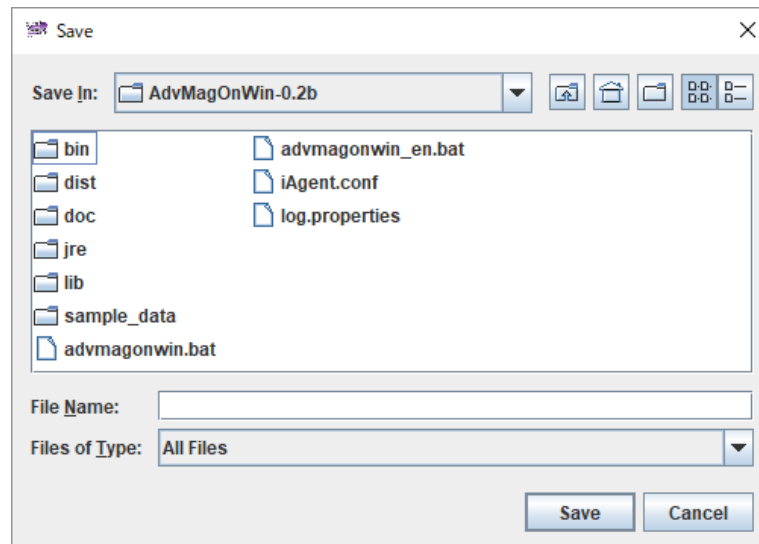 Save
Save In: AdvMagOnWin-0.2b
bin
dist
doc
jre
lib
sample_data
advmagonwin.bat
advmagonwin_en.bat
iAgent.conf
log.properties
File Name:
Files of Type: All Files
Save Cancel